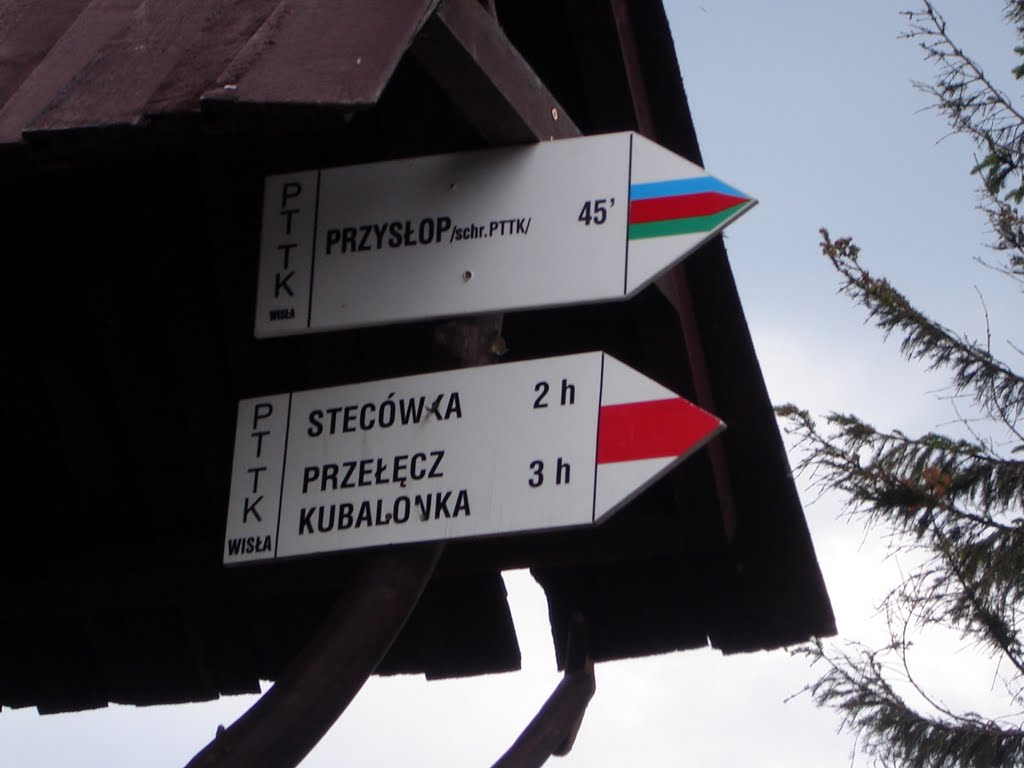 PTTK
WISŁA
PRZYSŁOP/schr.PTTK/ 45’
PTTK
WISŁA
STECÓWKA 2 h
PRZEŁĘCZ
KUBALONKA 3 h